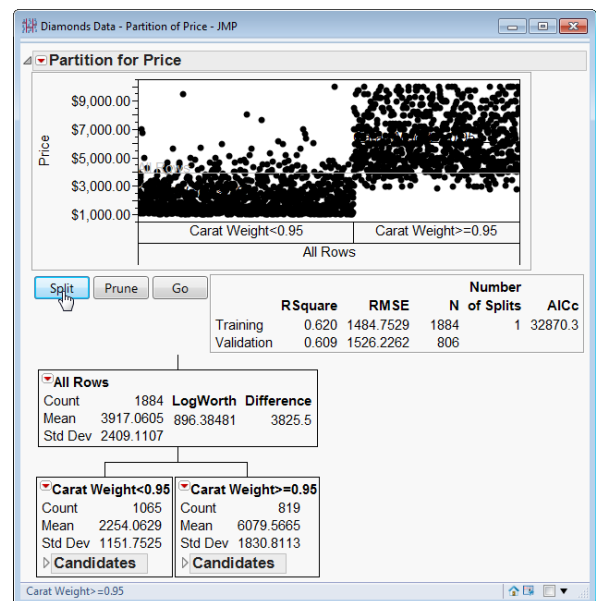 Diamonds Data - Partition of Price - JMP
Partition for Price
Price
$9,000.00
$7,000.00
$5,000.00
$3,000.00
$1,000.00
All Rows
Carat Weight<0.95 Carat Weight>=0.95
All Rows
Split Prune Go
Number
RSquare RMSE N of Splits AICc
Training 0.620 1484.7529 1884 1 32870.3
Validation 0.609 1526.2262 806
All Rows
Count 1884 LogWorth Difference
Mean 3917.0605 896.38481 3825.5
Std Dev 2409.1107
Carat Weight<0.95 Carat Weight>=0.95
Count 1065 Count 819
Mean 2254.0629 Mean 6079.5665
Std Dev 1151.7525 Std Dev 1830.8113
Candidates Candidates
Carat Weight>=0.95